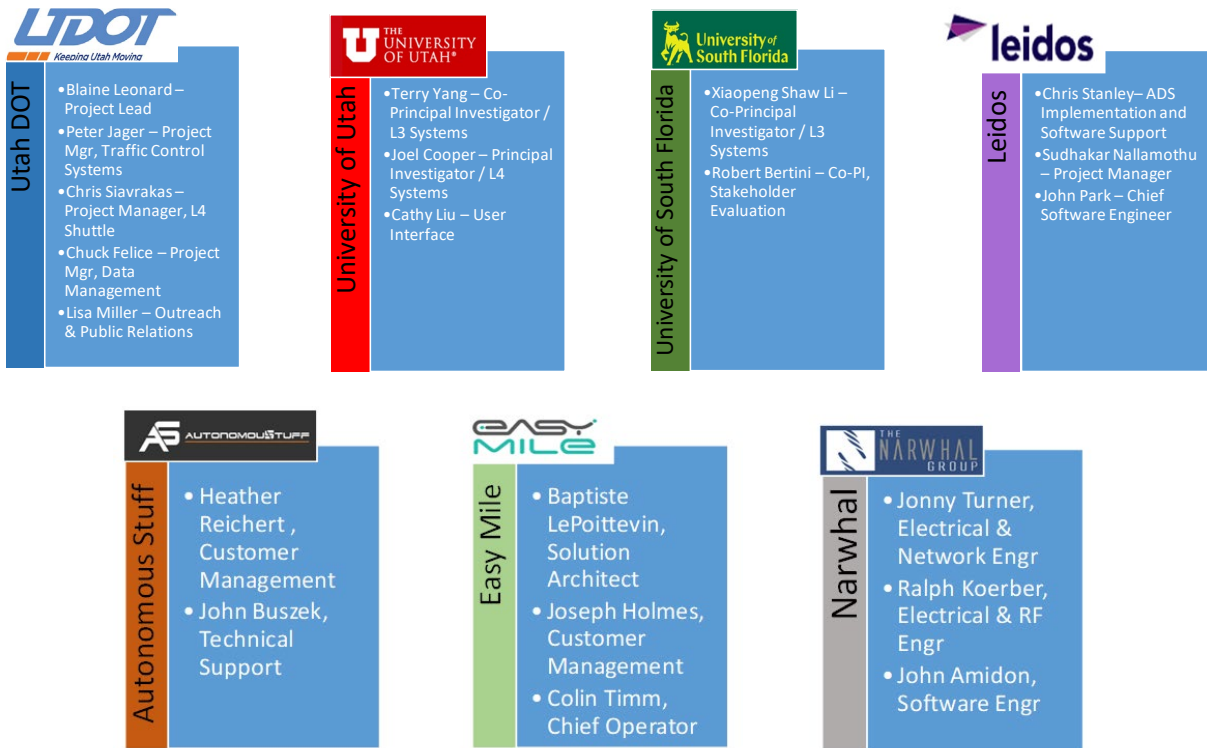 UDOT
Keeping Utah Moving
Utah DOT
•Blaine Leonard –
Project Lead
•Peter Jager – Project
Mgr, Traffic Control
Systems
•Chris Siavrakas –
Project Manager, L4
Shuttle
•Chuck Felice – Project
Mgr, Data
Management
•Lisa Miller – Outreach
& Public Relations
THE
UNIVERSITY
OF UTAH®
University of Utah
•Terry Yang – Co-
Principal Investigator /
L3 Systems
•Joel Cooper – Principal
Investigator / L4
Systems
•Cathy Liu – User
Interface
University of
South Florida
University of South Florida
•Xiaopeng Shaw Li –
Co-Principal
Investigator / L3
Systems
•Robert Bertini – Co-PI,
Stakeholder
Evaluation
leidos
Leidos
•Chris Stanley– ADS
Implementation and
Software Support
•Sudhakar Nallamothu
– Project Manager
•John Park – Chief
Software Engineer
AS AUTONOMOUSTUFF
Autonomous Stuff
• Heather
Reichert ,
Customer
Management
• John Buszek,
Technical
Support
EASY
MILE
Easy Mile
• Baptiste
LePoittevin,
Solution
Architect
• Joseph Holmes,
Customer
Management
• Colin Timm,
Chief Operator
THE
NARWHAL
GROUP
Narwhal
• Jonny Turner,
Electrical &
Network Engr
• Ralph Koerber,
Electrical & RF
Engr
• John Amidon,
Software Engr